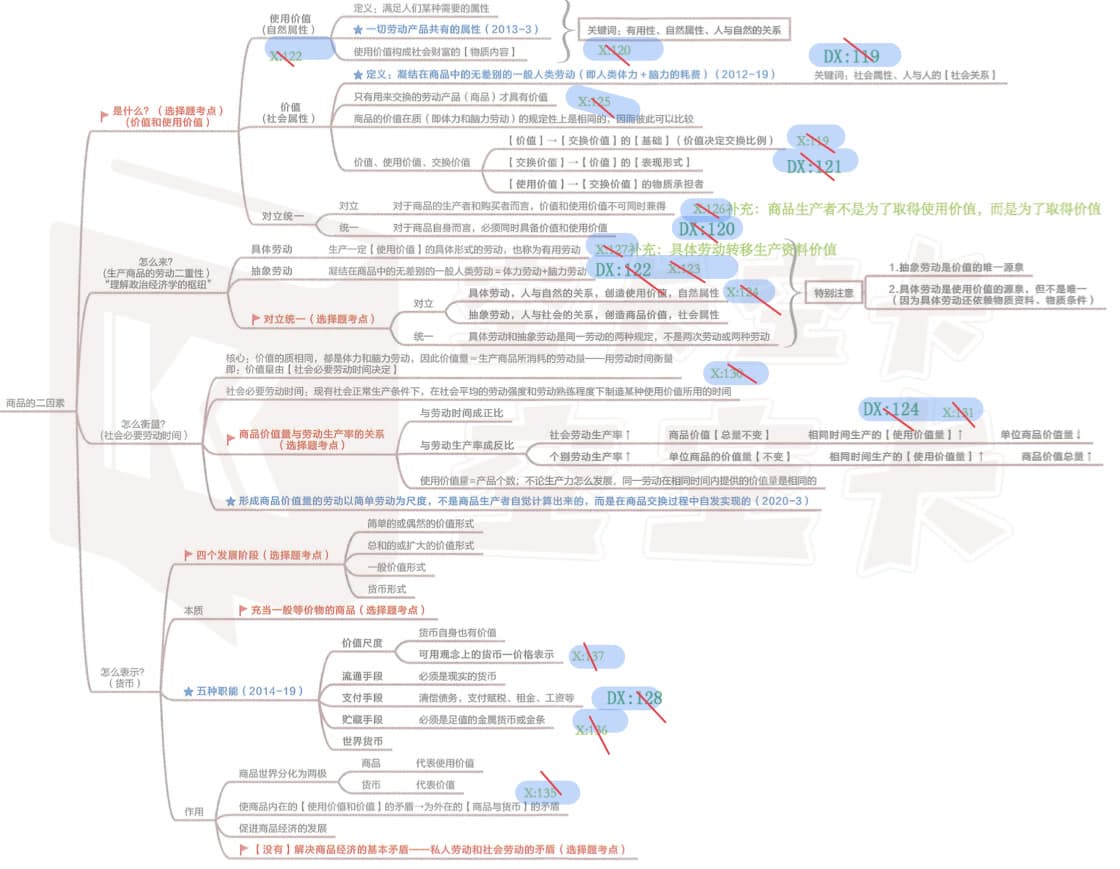 使用价值
(自然属性)
定义：满足人们某种需要的属性
★ 一切劳动产品共有的属性（2013-3）
使用价值构成社会财富的【物质内容】
X:122
关键词：有用性、自然属性、人与自然的关系
X:120
DX:119
★ 定义：凝结在商品中的无差别的一般人类劳动（即人类体力+脑力的耗费）（2012-19）
关键词：社会属性、人与人的【社会关系】
是什么？（选择题考点）
（价值和使用价值）
价值
(社会属性)
只有用来交换的劳动产品（商品）才具有价值
X:125
商品的价值在质（即体力和脑力劳动）的规定性上是相同的，因而彼此可以比较
价值、使用价值、交换价值
【价值】→【交换价值】的【基础】（价值决定交换比例）
X:119
【交换价值】→【价值】的【表现形式】
DX:121
【使用价值】→【交换价值】的物质承担者
对立统一
对立
对于商品的生产者和购买者而言，价值和使用价值不可同时兼得
X:126补充：商品生产者不是为了取得使用价值，而是为了取得价值
统一
对于商品自身而言，必须同时具备价值和使用价值
DX:120
怎么来？
(生产商品的劳动二重性)
“理解政治经济学的枢纽”
具体劳动
生产一定【使用价值】的具体形式的劳动，也称为有用劳动
X:127补充：具体劳动转移生产资料价值
抽象劳动
凝结在商品中的无差别的一般人类劳动=体力劳动+脑力劳动
DX:122
X:123
对立统一（选择题考点）
对立
具体劳动，人与自然的关系，创造使用价值，自然属性
X:124
抽象劳动，人与社会的关系，创造商品价值，社会属性
统一
具体劳动和抽象劳动是同一劳动的两种规定，不是两次劳动或两种劳动
特别注意
1.抽象劳动是价值的唯一源泉
2.具体劳动是使用价值的源泉，但不是唯一
（因为具体劳动还依赖物质资料、物质条件）
商品的二因素
怎么衡量？
(社会必要劳动时间)
核心：价值的质相同，都是体力和脑力劳动，因此价值量=生产商品所消耗的劳动量——用劳动时间衡量
即：价值量由【社会必要劳动时间决定】
X:130
社会必要劳动时间：现有社会正常生产条件下，在社会平均的劳动强度和劳动熟练程度下制造某种使用价值所用的时间
商品价值量与劳动生产率的关系
（选择题考点）
与劳动时间成正比
DX:124
X:131
与劳动生产率成反比
社会劳动生产率↑
商品价值【总量不变】
相同时间生产的【使用价值量】↑
单位商品价值量↓
个别劳动生产率↑
单位商品的价值量【不变】
相同时间生产的【使用价值量】↑
商品价值总量↑
使用价值量=产品个数；不论生产力怎么发展，同一劳动在相同时间内提供的价值量是相同的
★ 形成商品价值量的劳动以简单劳动为尺度，不是商品生产者自觉计算出来的，而是在商品交换过程中自发实现的（2020-3）
怎么表示？
（货币）
四个发展阶段（选择题考点）
简单的或偶然的价值形式
总和的或扩大的价值形式
一般价值形式
货币形式
本质
充当一般等价物的商品（选择题考点）
★ 五种职能（2014-19）
价值尺度
货币自身也有价值
可用观念上的货币—价格表示
X:137
流通手段
必须是现实的货币
支付手段
清偿债务、支付赋税、租金、工资等
DX:128
贮藏手段
必须是足值的金属货币或金条
X:136
世界货币
作用
商品世界分化为两极
商品
代表使用价值
货币
代表价值
X:135
使商品内在的【使用价值和价值】的矛盾→为外在的【商品与货币】的矛盾
促进商品经济的发展
【没有】解决商品经济的基本矛盾——私人劳动和社会劳动的矛盾（选择题考点）